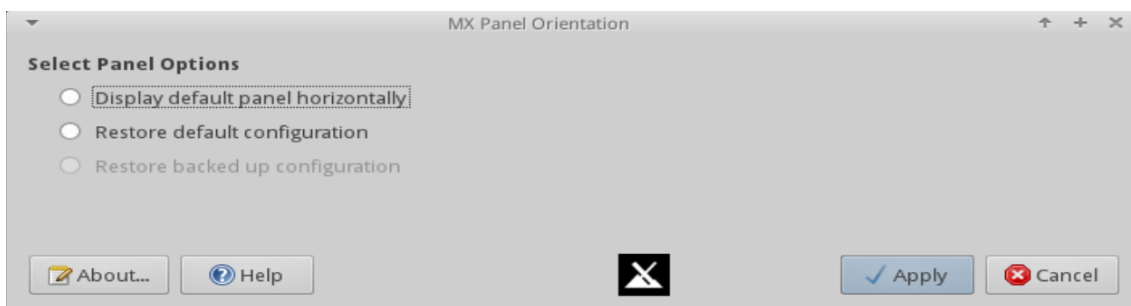 MX Panel Orientation
Select Panel Options
Display default panel horizontally
Restore default configuration
Restore backed up configuration
About... Help Apply Cancel